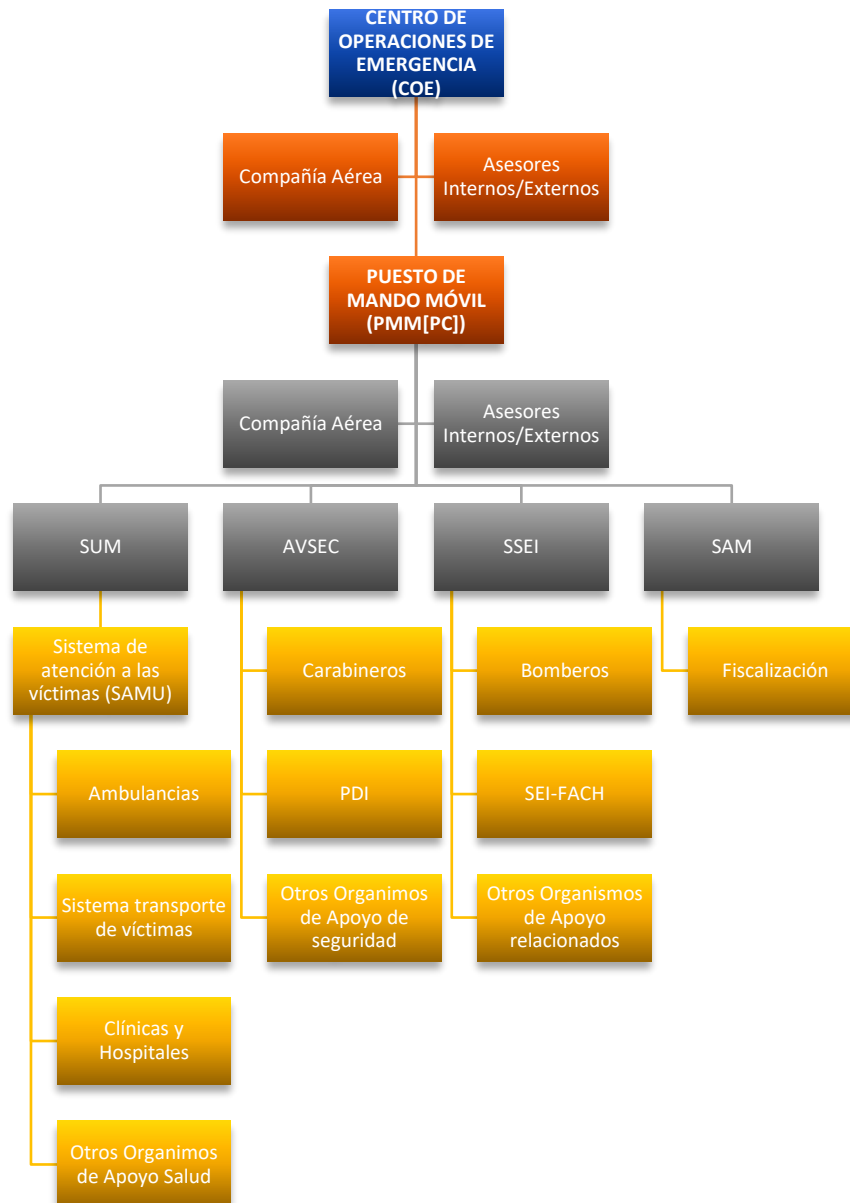 CENTRO DE
OPERACIONES DE
EMERGENCIA
(COE)
Compañía Aérea
Asesores
Internos/Externos
PUESTO DE
MANDO MÓVIL
(PMM[PC])
Compañía Aérea
Asesores
Internos/Externos
SUM
AVSEC
SSEI
SAM
Sistema de
atención a las
víctimas (SAMU)
Carabineros
Bomberos
Fiscalización
Ambulancias
PDI
SEI-FACH
Sistema transporte
de víctimas
Otros Organimos
de Apoyo de
seguridad
Otros Organismos
de Apoyo
relacionados
Clínicas y
Hospitales
Otros Organimos
de Apoyo Salud